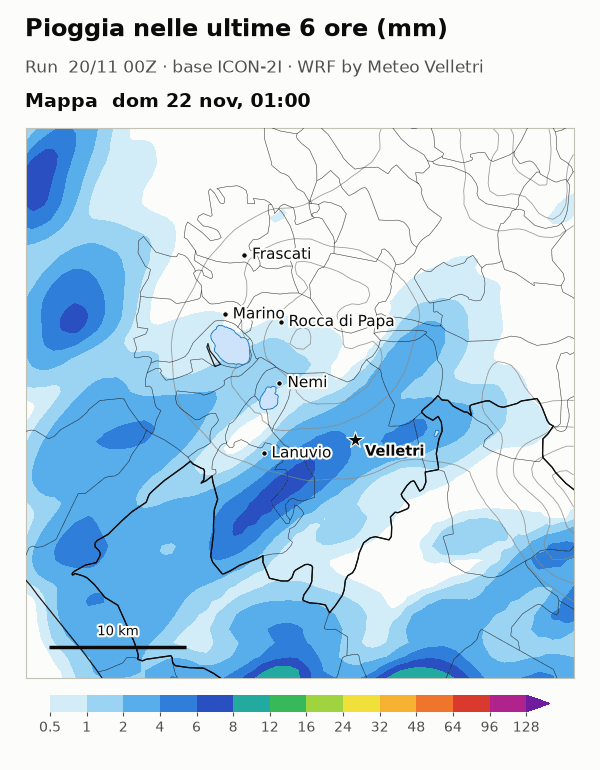 Pioggia nelle ultime 6 ore (mm)
Run  20/11 00Z · base ICON-2I · WRF by Meteo Velletri
Mappa  dom 22 nov, 01:00
Frascati
Marino
Rocca di Papa
Nemi
Velletri
Lanuvio
10 km
0.5 1 2 4 6 8 12 16 24 32 48 64 96 128